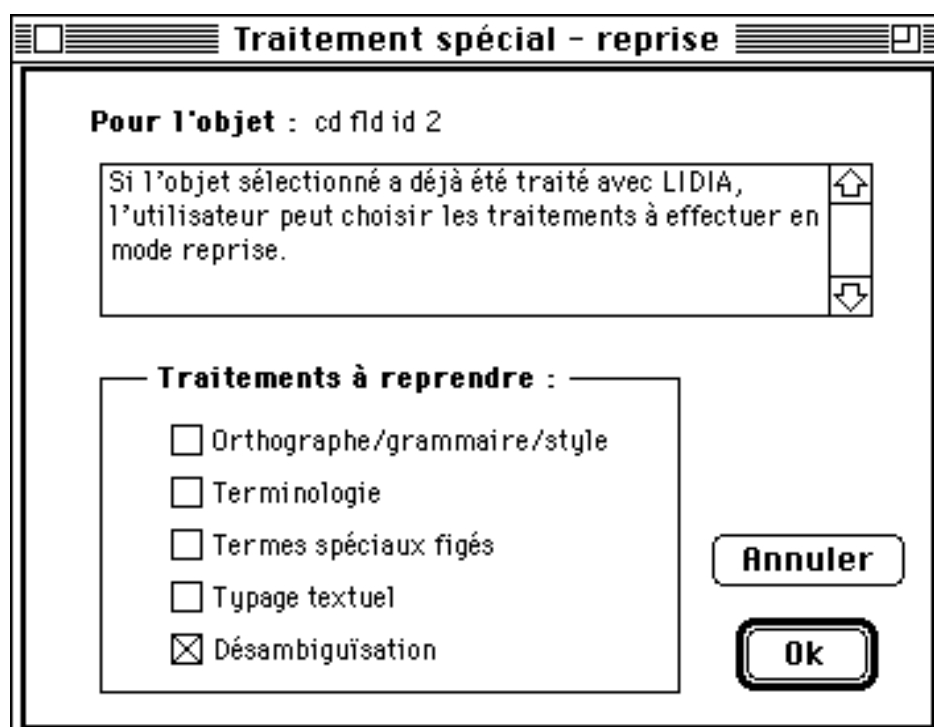 Traitement spécial - reprise
Pour l'objet : cd fld id 2
Si l'objet sélectionné a déjà été traité avec LIDIA,
l'utilisateur peut choisir les traitements à effectuer en
mode reprise.
Traitements à reprendre :
Orthographe/grammaire/style
Terminologie
Termes spéciaux figés
Typage textuel
Désambiguïsation
Annuler
Ok